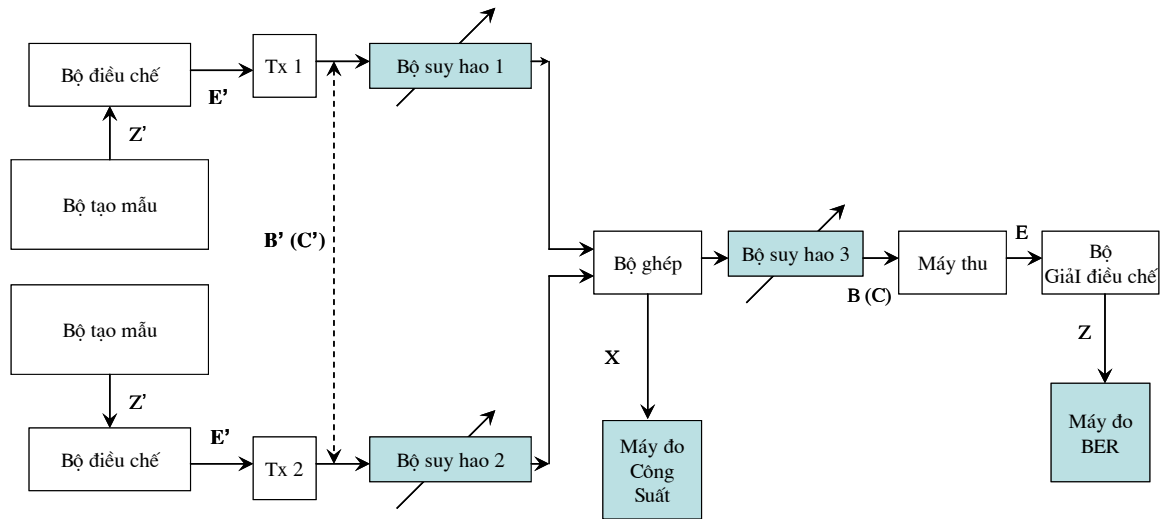 Bộ điều chế
E’
Tx 1
Bộ suy hao 1
Z’
Bộ tạo mẫu
B’ (C’)
Bộ ghép
Bộ suy hao 3
B (C)
Máy thu
E
Bộ
GiảI điều chế
Bộ tạo mẫu
X
Z
Z’
Bộ điều chế
E’
Tx 2
Bộ suy hao 2
Máy đo
Công
Suất
Máy đo
BER